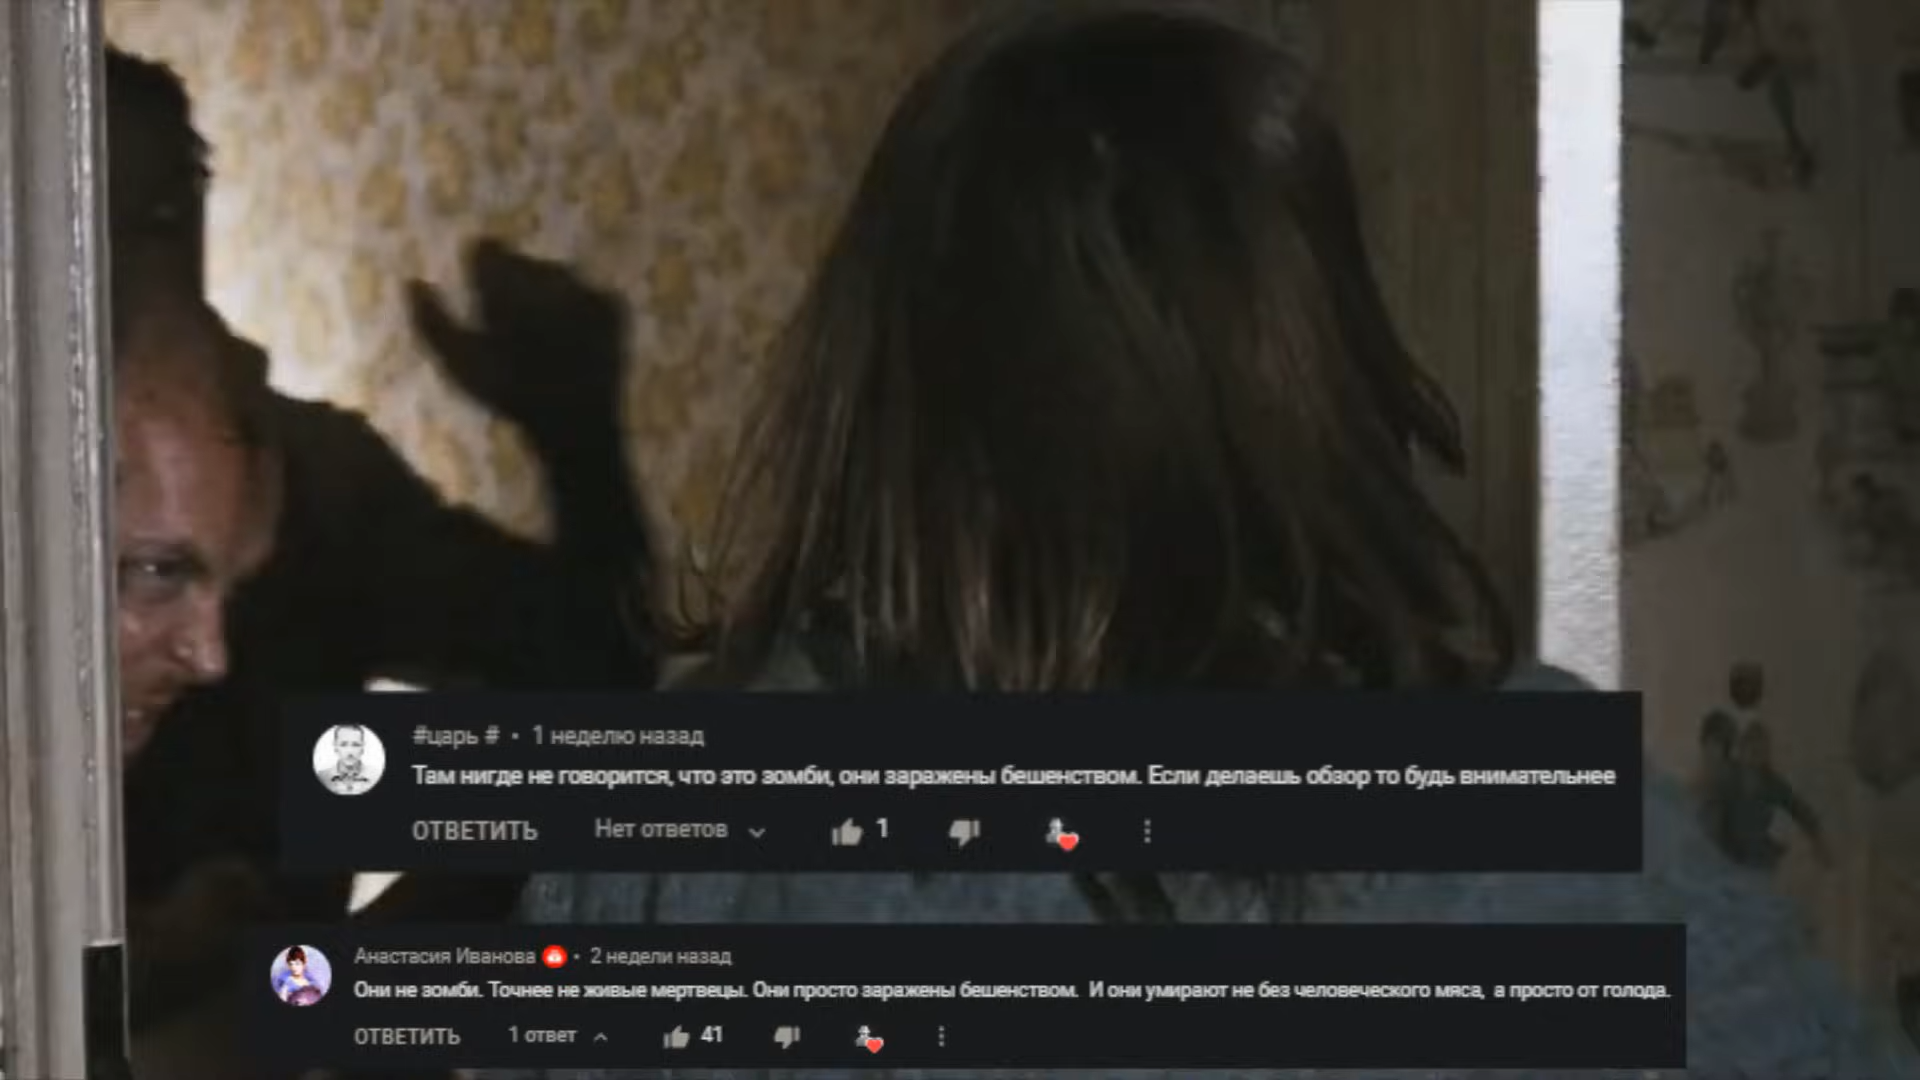 #царь # • 1 неделю назад
Там нигде не говорится, что это зомби, они заражены бешенством. Если делаешь обзор то будь внимательнее
ОТВЕТИТЬ Нет ответов 1
Анастасия Иванова • 2 недели назад
Они не зомби. Точнее не живые мертвецы. Они просто заражены бешенством. И они умирают не без человеческого мяса, а просто от голода.
ОТВЕТИТЬ 1 ответ 41